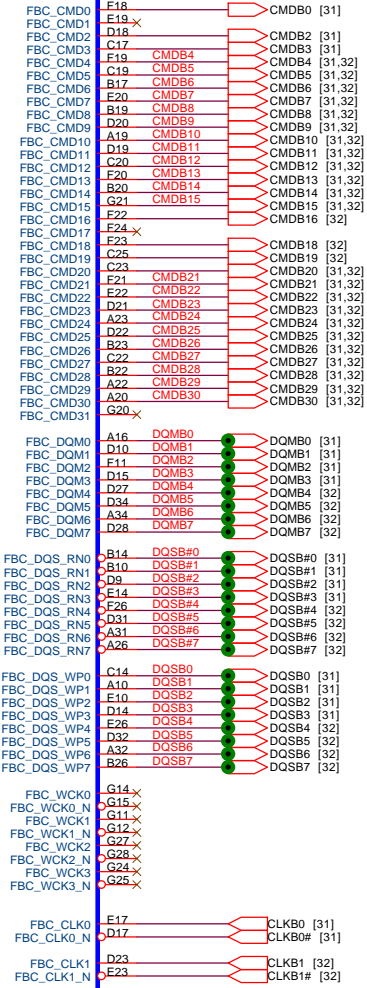 FBC_CMD0 F18 CMDB0 [31]
FBC_CMD1 E19
FBC_CMD2 D18 CMDB2 [31]
FBC_CMD3 C17 CMDB3 [31]
FBC_CMD4 F19 CMDB4 CMDB4 [31,32]
FBC_CMD5 C19 CMDB5 CMDB5 [31,32]
FBC_CMD6 B17 CMDB6 CMDB6 [31,32]
FBC_CMD7 E20 CMDB7 CMDB7 [31,32]
FBC_CMD8 B19 CMDB8 CMDB8 [31,32]
FBC_CMD9 D20 CMDB9 CMDB9 [31,32]
FBC_CMD10 A19 CMDB10 CMDB10 [31,32]
FBC_CMD11 D19 CMDB11 CMDB11 [31,32]
FBC_CMD12 C20 CMDB12 CMDB12 [31,32]
FBC_CMD13 F20 CMDB13 CMDB13 [31,32]
FBC_CMD14 B20 CMDB14 CMDB14 [31,32]
FBC_CMD15 G21 CMDB15 CMDB15 [31,32]
FBC_CMD16 F22 CMDB16 [32]
FBC_CMD17 F24
FBC_CMD18 F23 CMDB18 [32]
FBC_CMD19 C25 CMDB19 [32]
FBC_CMD20 C23 CMDB20 [31,32]
FBC_CMD21 F21 CMDB21 CMDB21 [31,32]
FBC_CMD22 E22 CMDB22 CMDB22 [31,32]
FBC_CMD23 D21 CMDB23 CMDB23 [31,32]
FBC_CMD24 A23 CMDB24 CMDB24 [31,32]
FBC_CMD25 D22 CMDB25 CMDB25 [31,32]
FBC_CMD26 B23 CMDB26 CMDB26 [31,32]
FBC_CMD27 C22 CMDB27 CMDB27 [31,32]
FBC_CMD28 B22 CMDB28 CMDB28 [31,32]
FBC_CMD29 A22 CMDB29 CMDB29 [31,32]
FBC_CMD30 A20 CMDB30 CMDB30 [31,32]
FBC_CMD31 G20
FBC_DQM0 A16 DQMB0 DQMB0 [31]
FBC_DQM1 D10 DQMB1 DQMB1 [31]
FBC_DQM2 F11 DQMB2 DQMB2 [31]
FBC_DQM3 D15 DQMB3 DQMB3 [31]
FBC_DQM4 D27 DQMB4 DQMB4 [32]
FBC_DQM5 D34 DQMB5 DQMB5 [32]
FBC_DQM6 A34 DQMB6 DQMB6 [32]
FBC_DQM7 D28 DQMB7 DQMB7 [32]
FBC_DQS_RN0 B14 DQSB#0 DQSB#0 [31]
FBC_DQS_RN1 B10 DQSB#1 DQSB#1 [31]
FBC_DQS_RN2 D9 DQSB#2 DQSB#2 [31]
FBC_DQS_RN3 E14 DQSB#3 DQSB#3 [31]
FBC_DQS_RN4 F26 DQSB#4 DQSB#4 [32]
FBC_DQS_RN5 D31 DQSB#5 DQSB#5 [32]
FBC_DQS_RN6 A31 DQSB#6 DQSB#6 [32]
FBC_DQS_RN7 A26 DQSB#7 DQSB#7 [32]
FBC_DQS_WP0 C14 DQSB0 DQSB0 [31]
FBC_DQS_WP1 A10 DQSB1 DQSB1 [31]
FBC_DQS_WP2 E10 DQSB2 DQSB2 [31]
FBC_DQS_WP3 D14 DQSB3 DQSB3 [31]
FBC_DQS_WP4 E26 DQSB4 DQSB4 [32]
FBC_DQS_WP5 D32 DQSB5 DQSB5 [32]
FBC_DQS_WP6 A32 DQSB6 DQSB6 [32]
FBC_DQS_WP7 B26 DQSB7 DQSB7 [32]
FBC_WCK0 G14
FBC_WCK0_N G15
FBC_WCK1 G11
FBC_WCK1_N G12
FBC_WCK2 G27
FBC_WCK2_N G28
FBC_WCK3 G24
FBC_WCK3_N G25
FBC_CLK0 E17 CLKB0 [31]
FBC_CLK0_N D17 CLKB0# [31]
FBC_CLK1 D23 CLKB1 [32]
FBC_CLK1_N E23 CLKB1# [32]